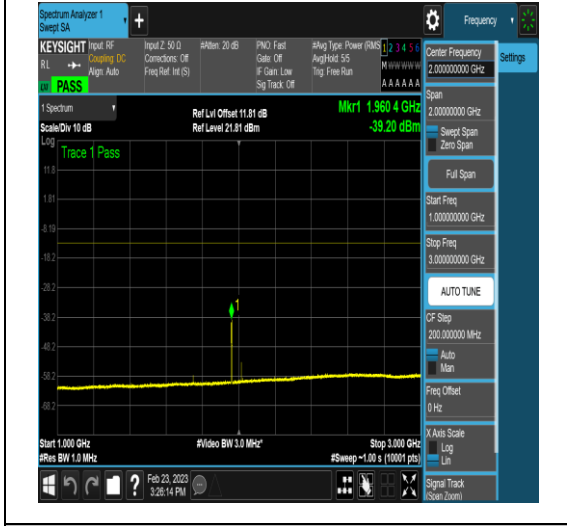 Spectrum Analyzer 1
Swept SA
+
Frequency
KEYSIGHT
RL
PASS
Input: RF
Coupling: DC
Align: Auto
Input Z: 50 Ω
Corrections: Off
Freq Ref: Int (S)
#Atten: 20 dB
PNO: Fast
Gate: Off
IF Gain: Low
Sig Track: Off
#Avg Type: Power (RMS
Avg|Hold: 5/5
Trig: Free Run
1 2 3 4 5 6
M W W W W W
A A A A A A
1 Spectrum
Scale/Div 10 dB
Ref Lvl Offset 11.81 dB
Ref Level 21.81 dBm
Mkr1 1.960 4 GHz
-39.20 dBm
Log
Trace 1 Pass
11.8
1.81
-8.19
-18.2
-28.2
-38.2
-48.2
-58.2
-68.2
1
Start 1.000 GHz
#Res BW 1.0 MHz
#Video BW 3.0 MHz*
Stop 3.000 GHz
#Sweep ~1.00 s (10001 pts)
Center Frequency
2.000000000 GHz
Settings
Span
2.00000000 GHz
Swept Span
Zero Span
Full Span
Start Freq
1.000000000 GHz
Stop Freq
3.000000000 GHz
AUTO TUNE
CF Step
200.000000 MHz
Auto
Man
Freq Offset
0 Hz
X Axis Scale
Log
Lin
Signal Track
(Span Zoom)
?
Feb 23, 2023
3:26:14 PM